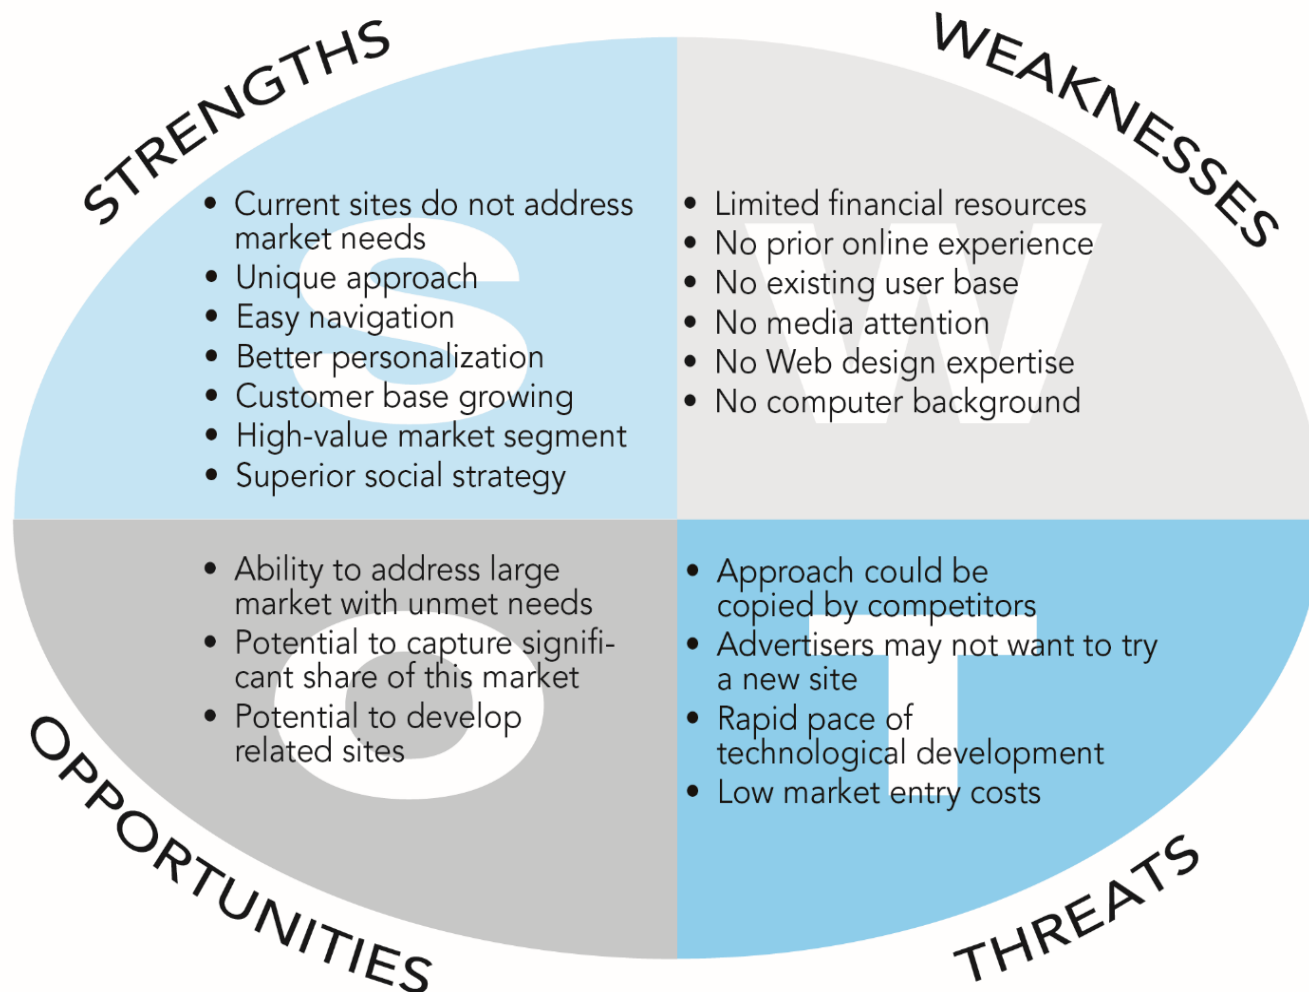 STRENGTHS
• Current sites do not address
market needs
• Unique approach
• Easy navigation
• Better personalization
• Customer base growing
• High-value market segment
• Superior social strategy
S
WEAKNESSES
• Limited financial resources
• No prior online experience
• No existing user base
• No media attention
• No Web design expertise
• No computer background
W
OPPORTUNITIES
• Ability to address large
market with unmet needs
• Potential to capture signifi-
cant share of this market
• Potential to develop
related sites
O
THREATS
• Approach could be
copied by competitors
• Advertisers may not want to try
a new site
• Rapid pace of
technological development
• Low market entry costs
T